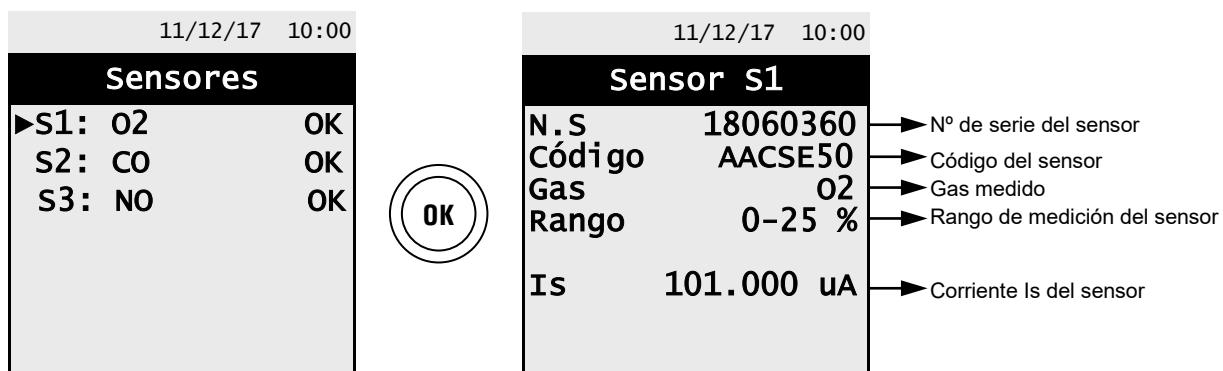 11/12/17 10:00
Sensores
►S1: O2 OK
S2: CO OK
S3: NO OK
OK
11/12/17 10:00
Sensor S1
N.S 18060360
Nº de serie del sensor
Código AACSE50
Código del sensor
Gas O2
Gas medido
Rango 0-25 %
Rango de medición del sensor
Is 101.000 uA
Corriente Is del sensor